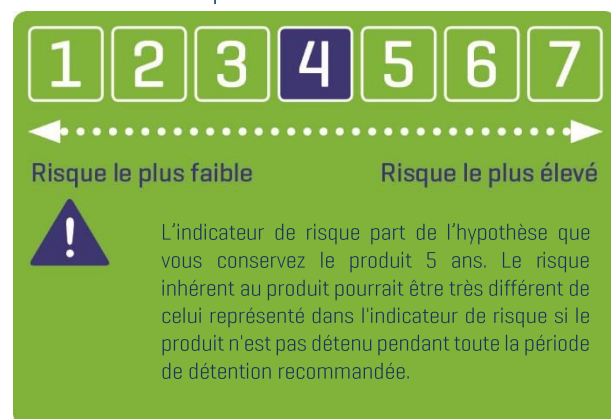 1 2 3 4 5 6 7
Risque le plus faible Risque le plus élevé
!
L'indicateur de risque part de l'hypothèse que
vous conservez le produit 5 ans. Le risque
inhérent au produit pourrait être très différent de
celui représenté dans l'indicateur de risque si le
produit n'est pas détenu pendant toute la période
de détention recommandée.